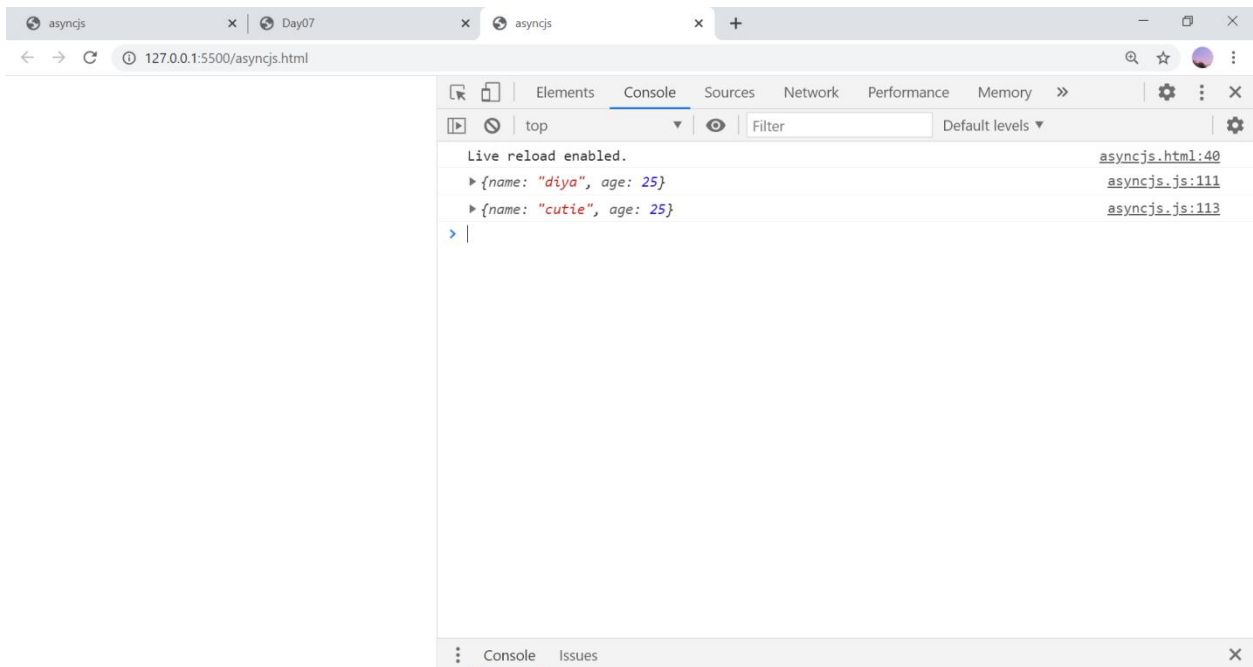 asyncjs Day07 asyncjs
127.0.0.1:5500/asyncjs.html
Elements Console Sources Network Performance Memory
top Filter Default levels
Live reload enabled. asyncjs.html:40
{name: "diya", age: 25} asyncjs.js:111
{name: "cutie", age: 25} asyncjs.js:113
Console Issues